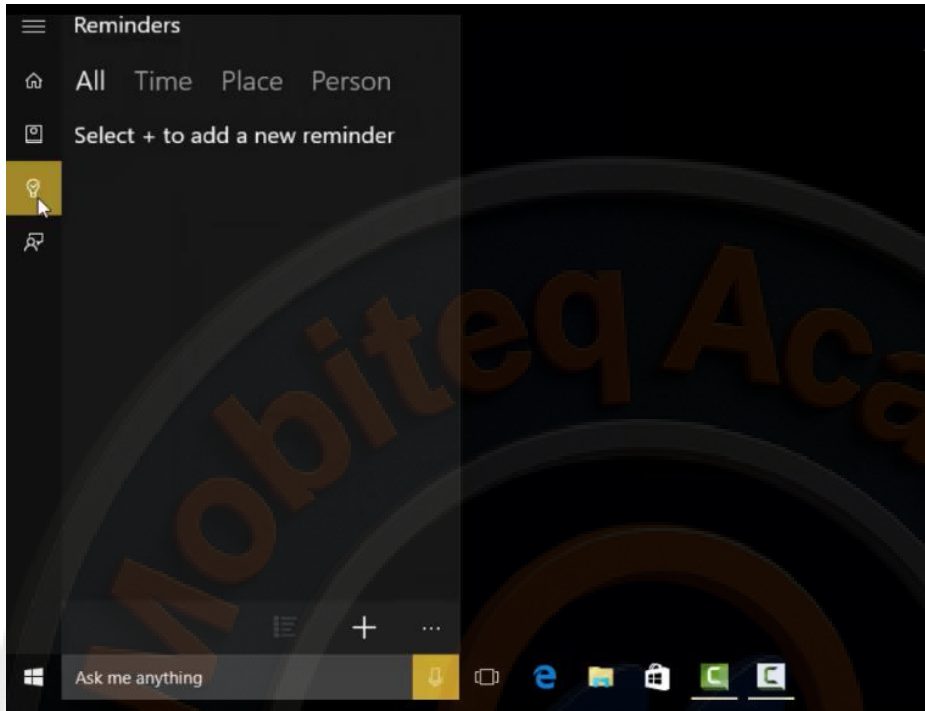 Reminders
All Time Place Person
Select + to add a new reminder
Mobiteq Aca
Ask me anything